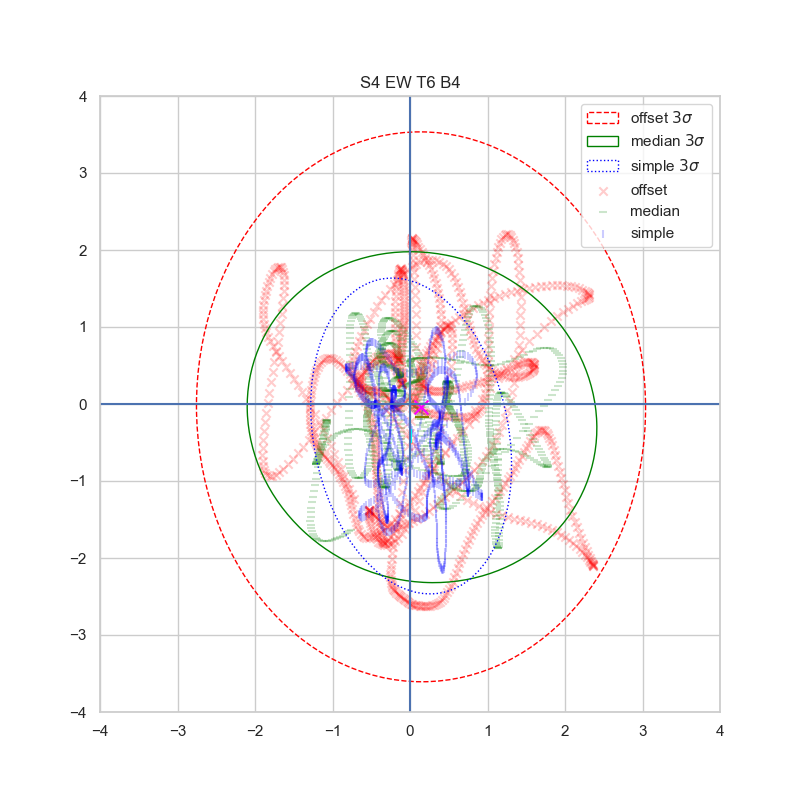 S4 EW T6 B4
4
3
2
1
0
−1
−2
−3
−4
−4
−3
−2
−1
0
1
2
3
4
offset 3σ
median 3σ
simple 3σ
offset
median
simple